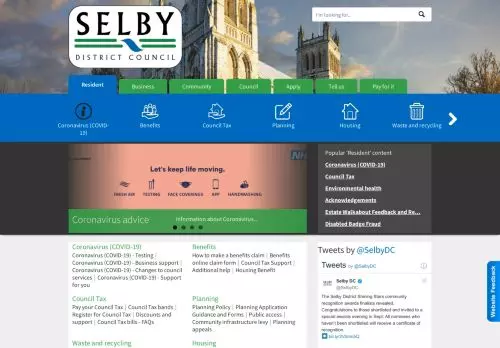 SELBY
DISTRICT COUNCIL
I'm looking for...
Resident
Business
Community
Council
Apply
Tell us
Pay for it
Coronavirus (COVID-
19)
Benefits
Council Tax
Planning
Housing
Waste and recycling
NH
Let's keep life moving.
FRESH AIR
TESTING
FACE COVERINGS
APP
HANDWASHING
Coronavirus advice
Information about Coronavirus...
Popular 'Resident' content
Coronavirus (COVID-19)
Council Tax
Environmental health
Acknowledgements
Estate Walkabout Feedback and Re...
Disabled Badge Fraud
Coronavirus (COVID-19)
Coronavirus (COVID-19) - Testing |
Coronavirus (COVID-19) - Business support |
Coronavirus (COVID-19) - Changes to council
services | Coronavirus (COVID-19) - Support
for you
Benefits
How to make a benefits claim | Benefits
online claim form | Council Tax Support |
Additional help | Housing Benefit
Council Tax
Pay your Council Tax | Council Tax bands |
Register for Council Tax | Discounts and
support | Council Tax bills - FAQs
Planning
Planning Policy | Planning Application
Guidance and Forms | Public access |
Community infrastructure levy | Planning
appeals
Waste and recycling
Housing
Tweets by @SelbyDC
Tweets by @SelbyDC
Selby DC
@SelbyDC
The Selby District Shining Stars community
recognition awards finalists revealed.
Congratulations to those shortlisted and invited to a
special awards evening in Sept. All nominees who
haven't been shortlisted will receive a certificate of
recognition.
Website Feedback